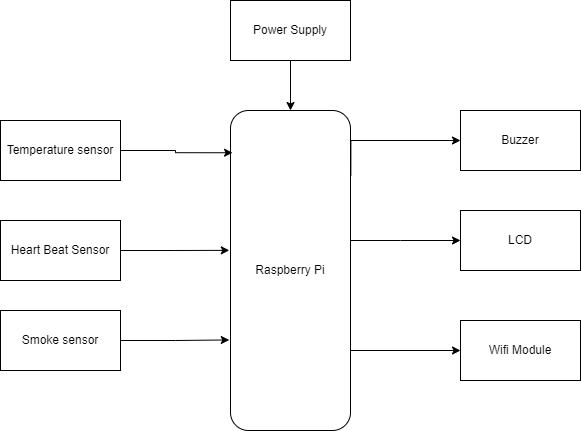 Power Supply
Temperature sensor
Buzzer
Heart Beat Sensor
LCD
Raspberry Pi
Smoke sensor
Wifi Module